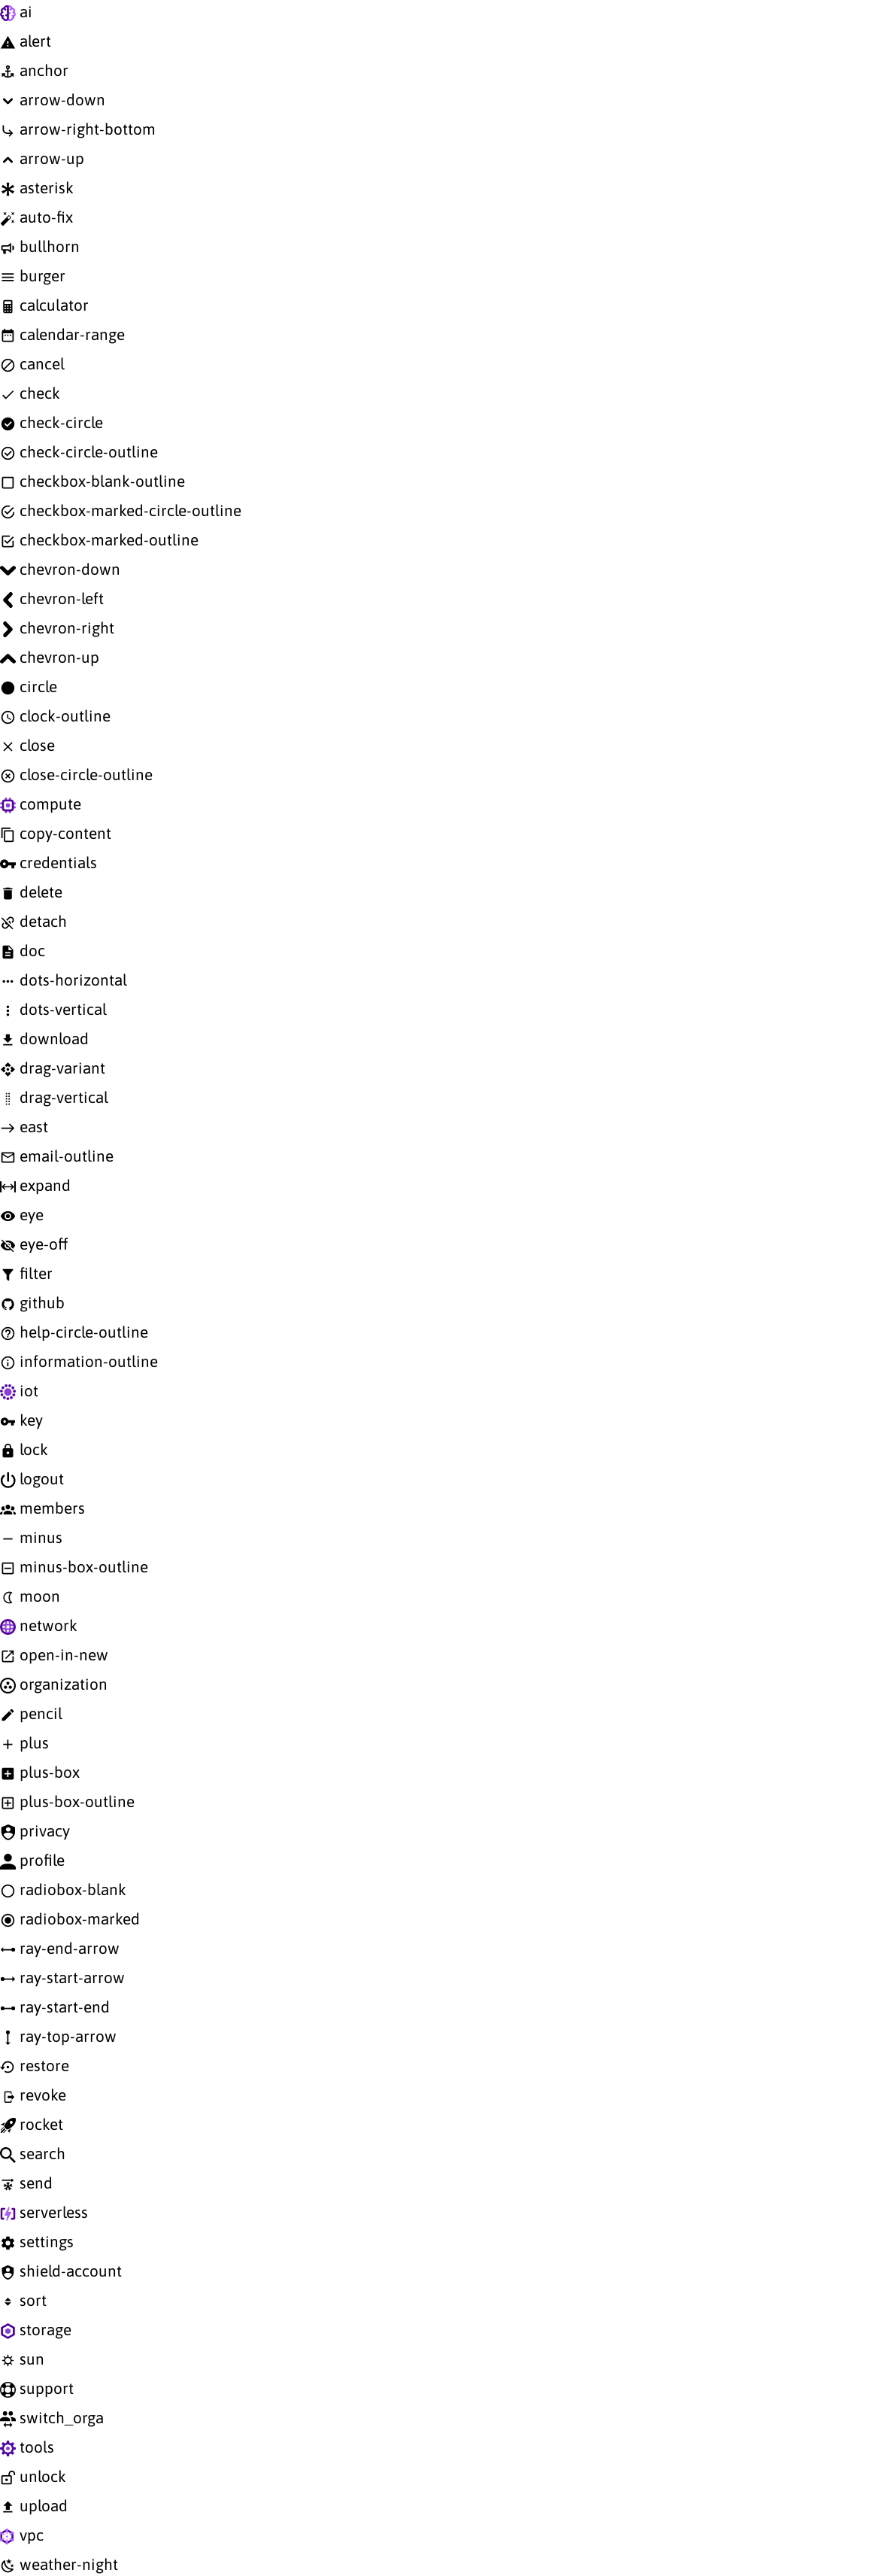 ai
alert
anchor
arrow-down
arrow-right-bottom
arrow-up
asterisk
auto-fix
bullhorn
burger
calculator
calendar-range
cancel
check
check-circle
check-circle-outline
checkbox-blank-outline
checkbox-marked-circle-outline
checkbox-marked-outline
chevron-down
chevron-left
chevron-right
chevron-up
circle
clock-outline
close
close-circle-outline
compute
copy-content
credentials
delete
detach
doc
dots-horizontal
dots-vertical
download
drag-variant
drag-vertical
east
email-outline
expand
eye
eye-off
filter
github
help-circle-outline
information-outline
iot
key
lock
logout
members
minus
minus-box-outline
moon
network
open-in-new
organization
pencil
plus
plus-box
plus-box-outline
privacy
profile
radiobox-blank
radiobox-marked
ray-end-arrow
ray-start-arrow
ray-start-end
ray-top-arrow
restore
revoke
rocket
search
send
serverless
settings
shield-account
sort
storage
sun
support
switch_orga
tools
unlock
upload
vpc
weather-night